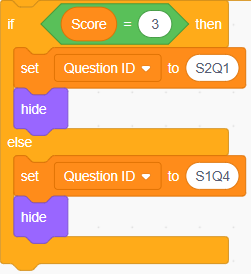 if Score = 3 then
set Question ID to S2Q1
hide
else
set Question ID to S1Q4
hide